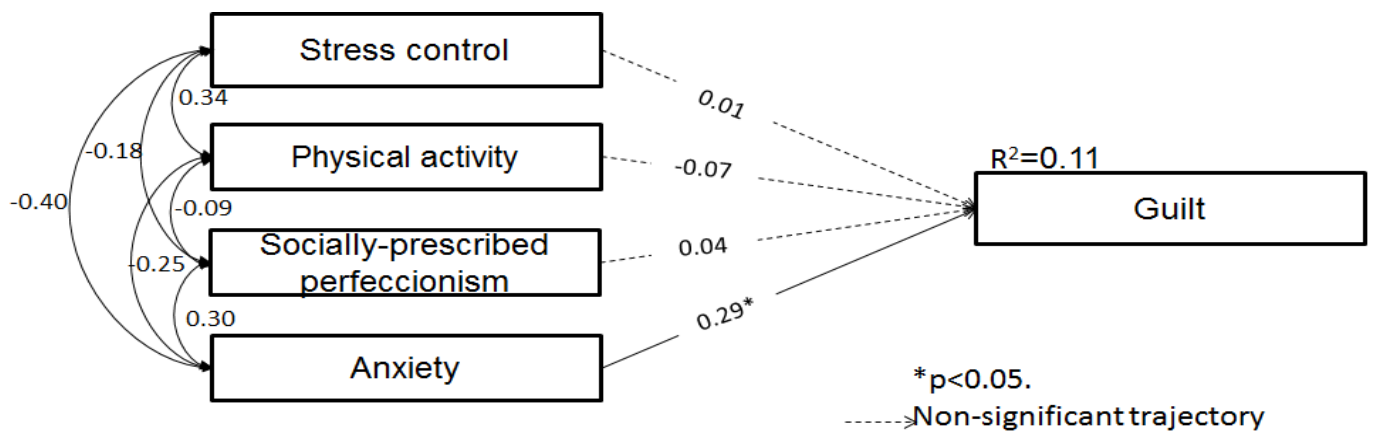 Stress control
0.34
0.01
-0.18
Physical activity
-0.07
R²=0.11
-0.40
-0.09
Guilt
Socially-prescribed
perfeccionism
0.04
-0.25
0.30
0.29*
Anxiety
*p<0.05.
Non-significant trajectory